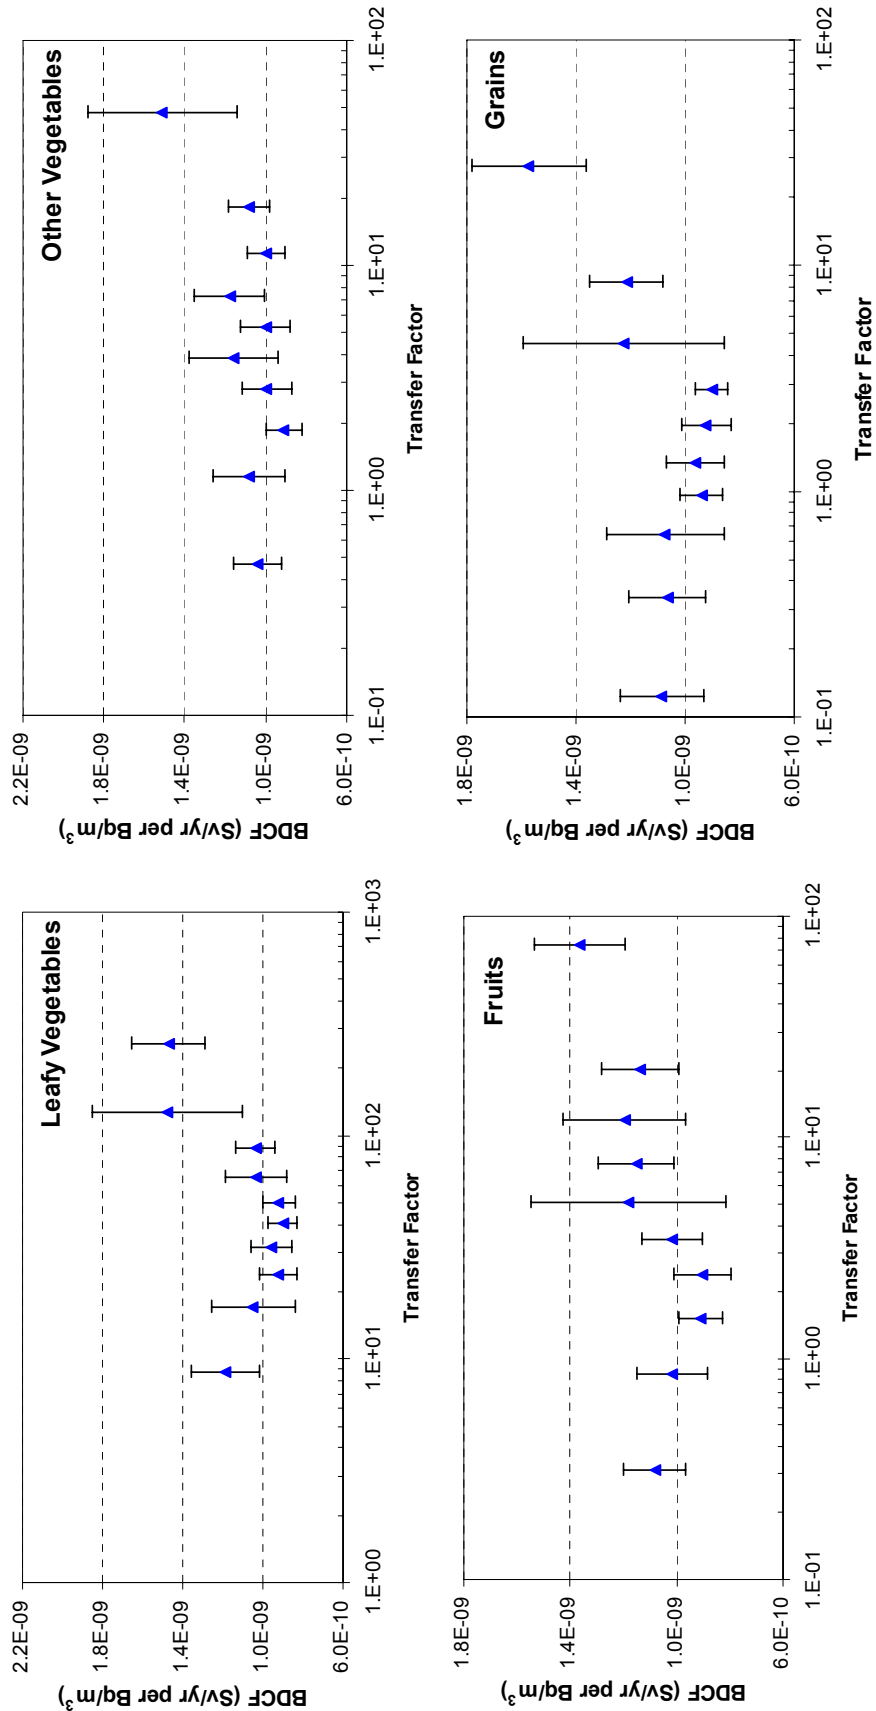 Leafy Vegetables
BDCF (Sv/yr per Bq/m³)
2.2E-09
1.8E-09
1.4E-09
1.0E-09
6.0E-10
1.E+00
1.E+01
1.E+02
1.E+03
Transfer Factor
Other Vegetables
BDCF (Sv/yr per Bq/m³)
2.2E-09
1.8E-09
1.4E-09
1.0E-09
6.0E-10
1.E-01
1.E+00
1.E+01
1.E+02
Transfer Factor
Fruits
BDCF (Sv/yr per Bq/m³)
1.8E-09
1.4E-09
1.0E-09
6.0E-10
1.E-01
1.E+00
1.E+01
1.E+02
Transfer Factor
Grains
BDCF (Sv/yr per Bq/m³)
1.8E-09
1.4E-09
1.0E-09
6.0E-10
1.E-01
1.E+00
1.E+01
1.E+02
Transfer Factor